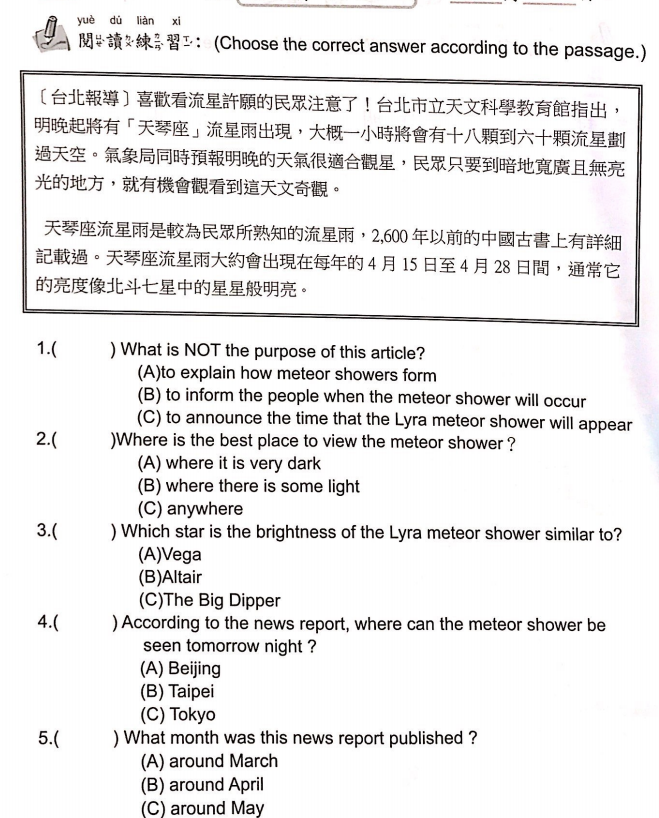 yuè dú liàn xí
閱讀練習：(Choose the correct answer according to the passage.)
〔台北報導〕喜歡看流星許願的民眾注意了！台北市立天文科學教育館指出，
明晚起將有「天琴座」流星雨出現，大概一小時將會有十八顆到六十顆流星劃
過天空。氣象局同時預報明晚的天氣很適合觀星，民眾只要到暗地寬廣且無亮
光的地方，就有機會觀看到這天文奇觀。
天琴座流星雨是較為民眾所熟知的流星雨，2,600 年以前的中國古書上有詳細
記載過。天琴座流星雨大約會出現在每年的 4 月 15 日至 4 月 28 日間，通常它
的亮度像北斗七星中的星星般明亮。
1.( ) What is NOT the purpose of this article?
(A)to explain how meteor showers form
(B) to inform the people when the meteor shower will occur
(C) to announce the time that the Lyra meteor shower will appear
2.( )Where is the best place to view the meteor shower？
(A) where it is very dark
(B) where there is some light
(C) anywhere
3.( ) Which star is the brightness of the Lyra meteor shower similar to?
(A)Vega
(B)Altair
(C)The Big Dipper
4.( ) According to the news report, where can the meteor shower be
seen tomorrow night？
(A) Beijing
(B) Taipei
(C) Tokyo
5.( ) What month was this news report published？
(A) around March
(B) around April
(C) around May